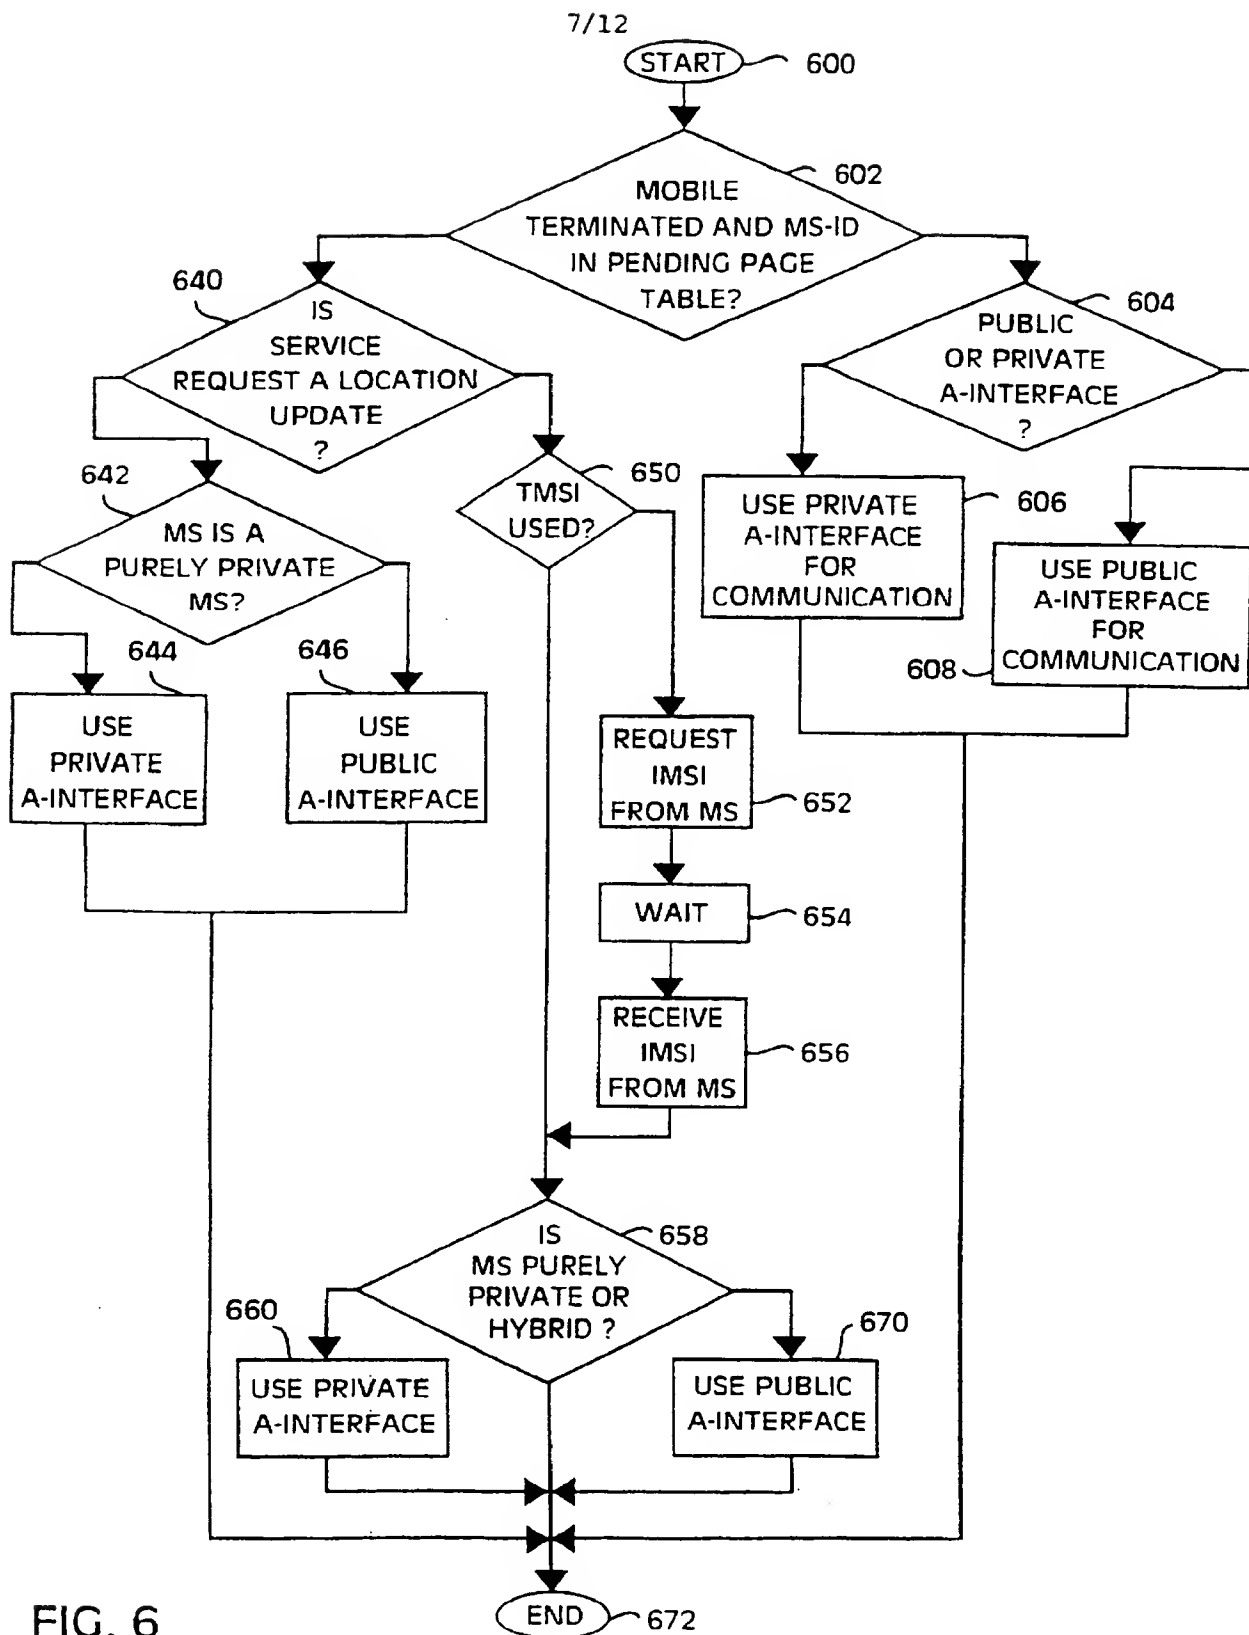 7/12
START
600
MOBILE
TERMINATED AND MS-ID
IN PENDING PAGE
TABLE?
602
640
IS
SERVICE
REQUEST A LOCATION
UPDATE
?
604
PUBLIC
OR PRIVATE
A-INTERFACE
?
642
MS IS A
PURELY PRIVATE
MS?
650
TMSI
USED?
USE PRIVATE
A-INTERFACE
FOR
COMMUNICATION
606
USE PUBLIC
A-INTERFACE
FOR
COMMUNICATION
608
644
USE
PRIVATE
A-INTERFACE
646
USE
PUBLIC
A-INTERFACE
REQUEST
IMSI
FROM MS
652
WAIT
654
RECEIVE
IMSI
FROM MS
656
IS
MS PURELY
PRIVATE OR
HYBRID ?
658
660
USE PRIVATE
A-INTERFACE
670
USE PUBLIC
A-INTERFACE
END
672
FIG. 6